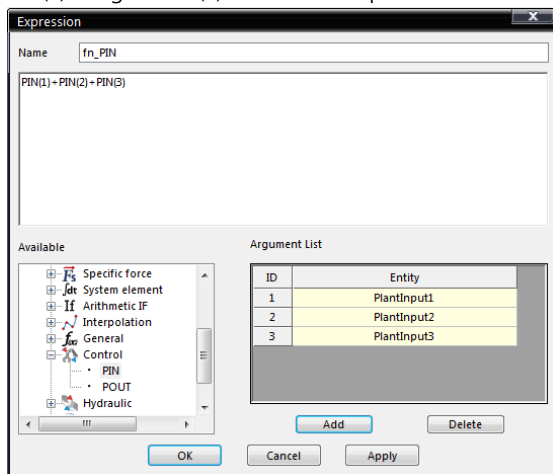 Expression
X
Name fn_PIN
PIN(1)+PIN(2)+PIN(3)
Available
Argument List
Fs Specific force
∫dt System element
If Arithmetic IF
Interpolation
f(x) General
Control
PIN
POUT
Hydraulic
ID Entity
1 PlantInput1
2 PlantInput2
3 PlantInput3
Add Delete
OK Cancel Apply